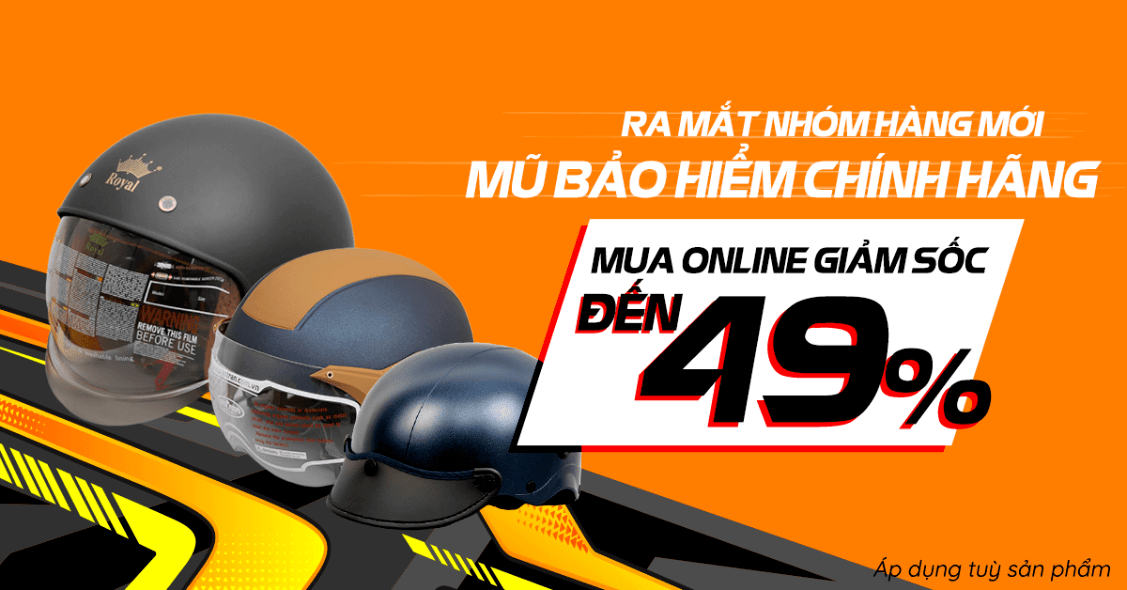 RA MẮT NHÓM HÀNG MỚI
MŨ BẢO HIỂM CHÍNH HÃNG
MUA ONLINE GIẢM SỐC
ĐẾN 49%
Royal
WARNING
REMOVE THIS FILM
BEFORE USE
Áp dụng tuỳ sản phẩm